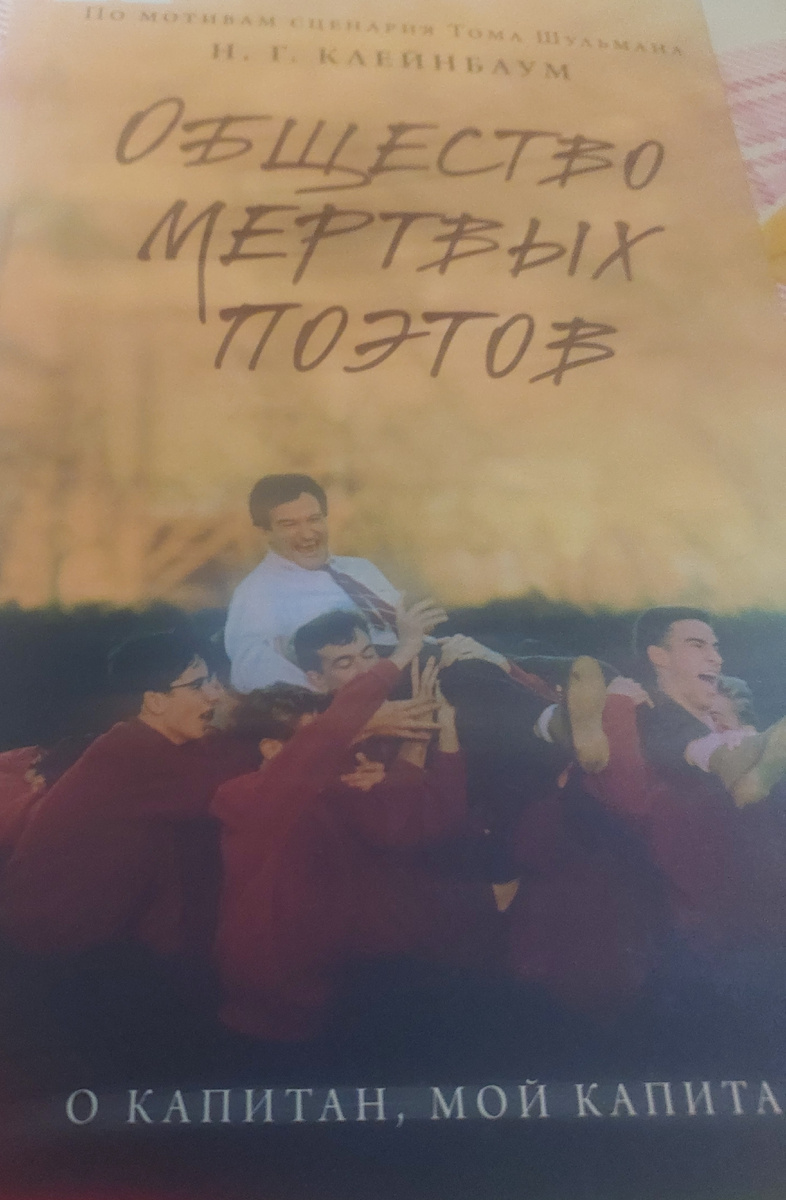 По мотивам сценария Тома Шульмана
Н. Г. КЛЕЙНБАУМ
ОБЩЕСТВО
МЕРТВЫХ
ПОЭТОВ
О КАПИТАН, МОЙ КАПИТА